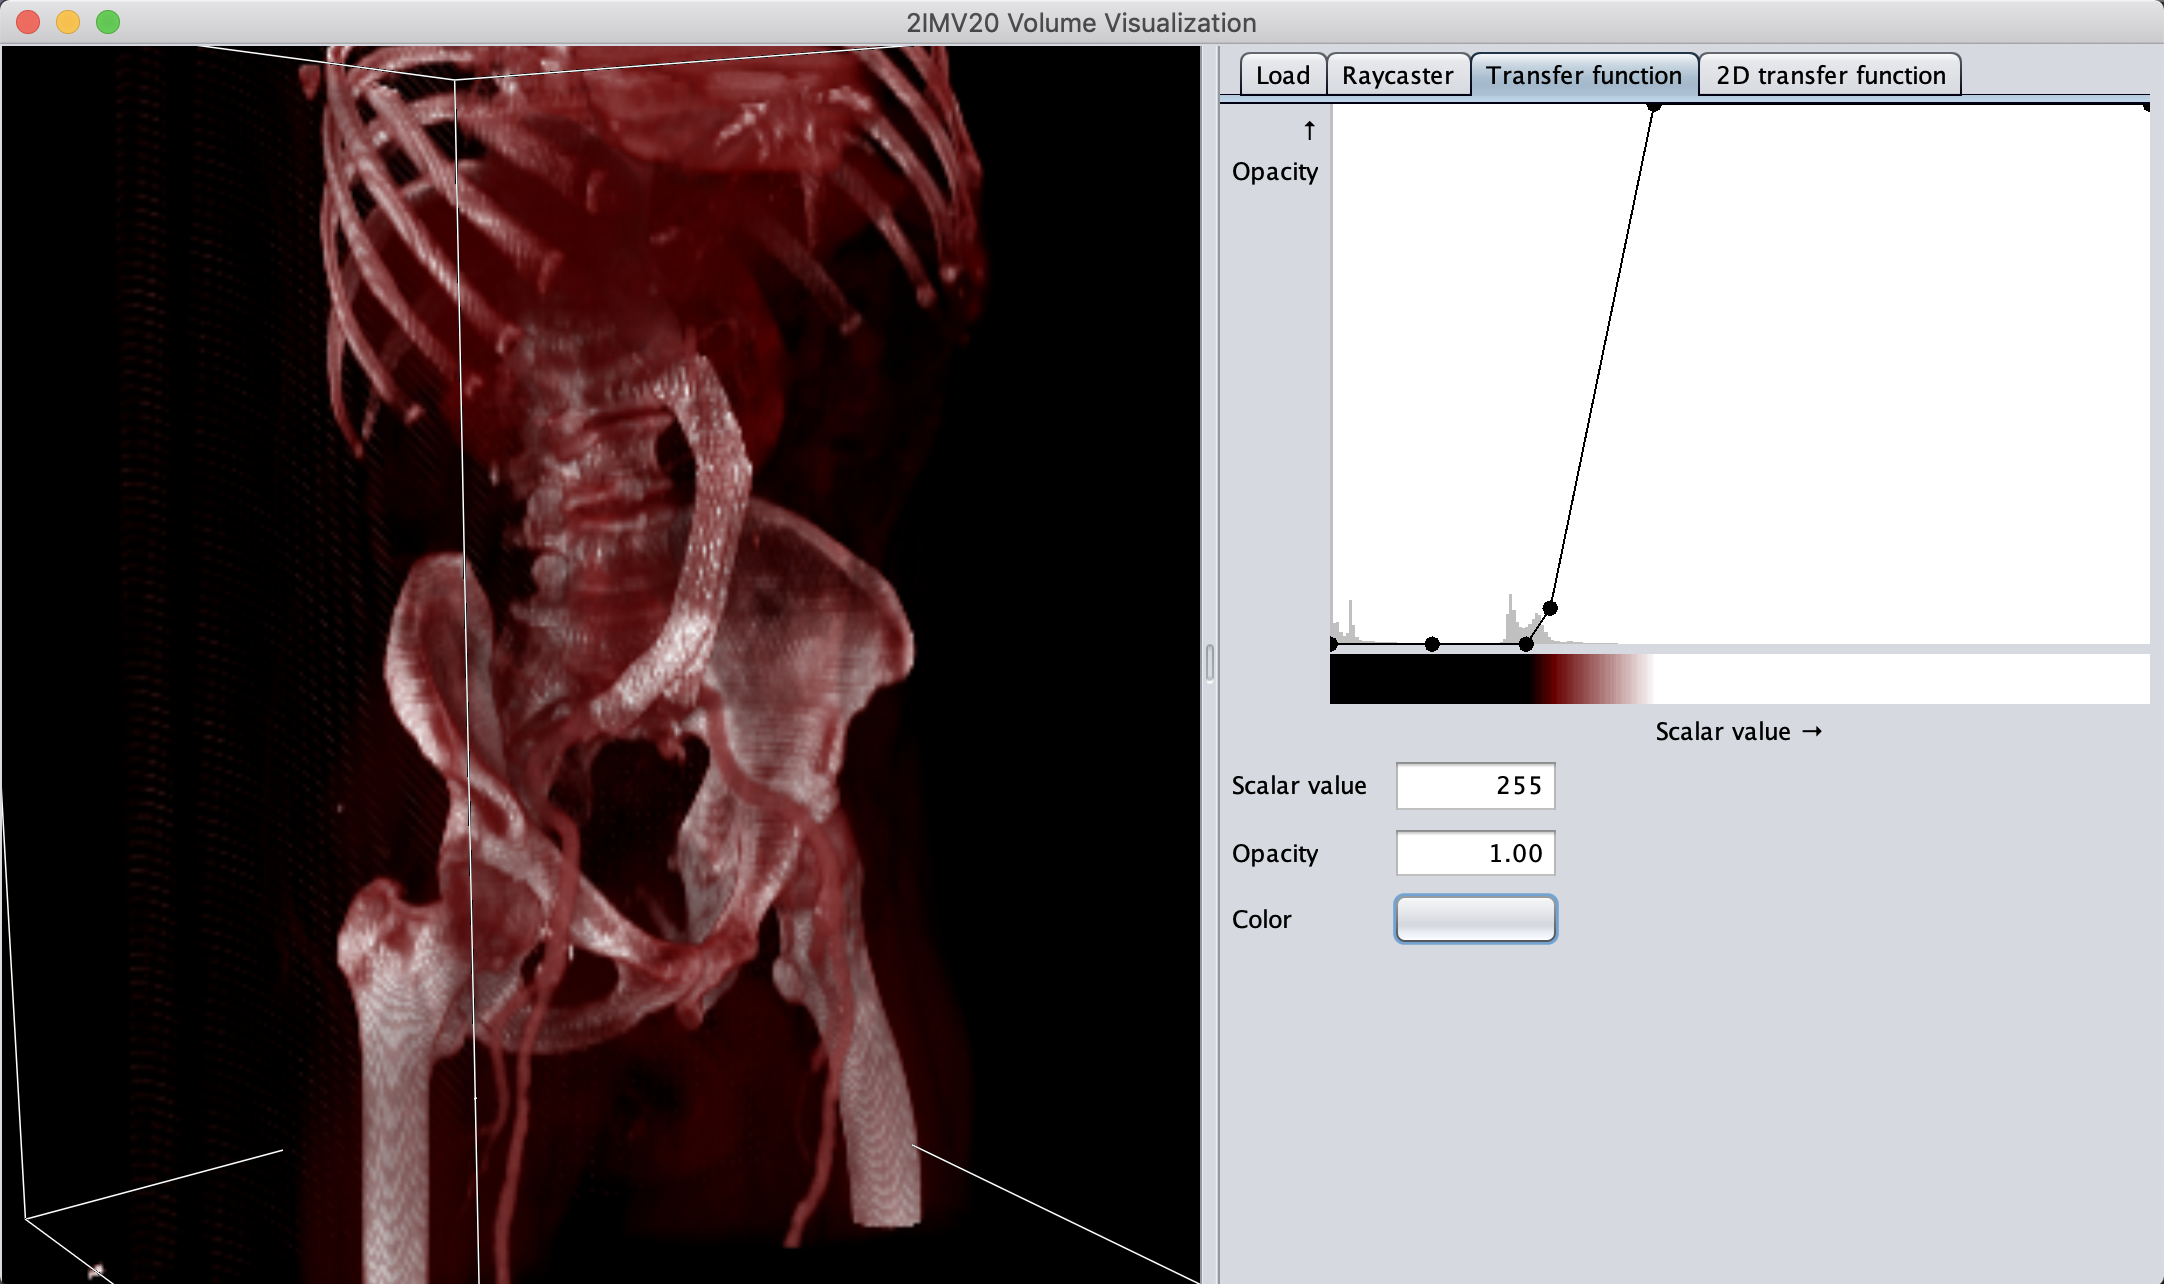 2IMV20 Volume Visualization
Load Raycaster Transfer function 2D transfer function
↑
Opacity
Scalar value →
Scalar value 255
Opacity 1.00
Color